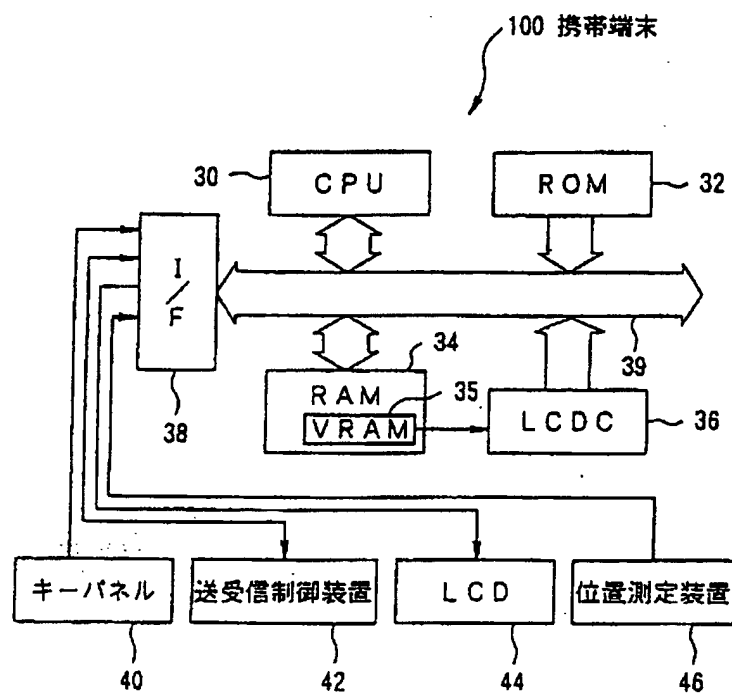 100 携帯端末
30
CPU
ROM
32
I/F
38
39
34
RAM
35
VRAM
LCDC
36
キーパネル
送受信制御装置
LCD
位置測定装置
40
42
44
46